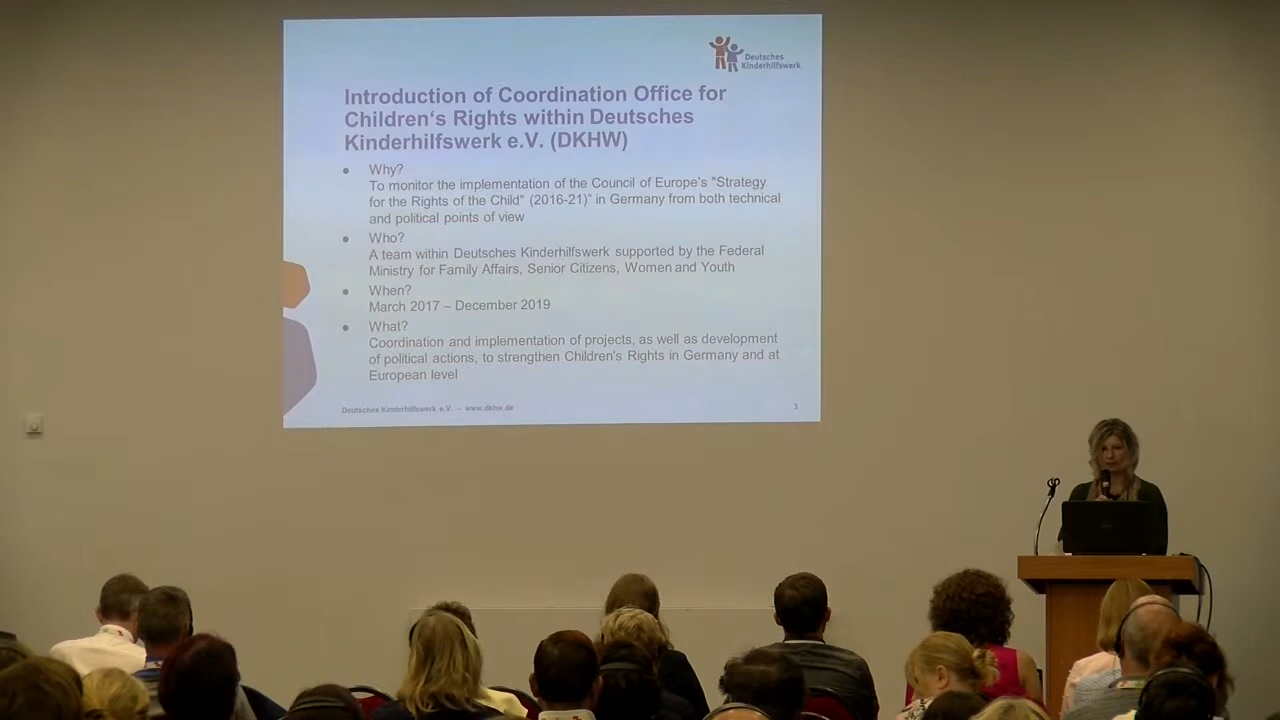 Deutsches
Kinderhilfswerk
Introduction of Coordination Office for
Children‘s Rights within Deutsches
Kinderhilfswerk e.V. (DKHW)
• Why?
To monitor the implementation of the Council of Europe’s "Strategy
for the Rights of the Child" (2016-21)” in Germany from both technical
and political points of view
• Who?
A team within Deutsches Kinderhilfswerk supported by the Federal
Ministry for Family Affairs, Senior Citizens, Women and Youth
• When?
March 2017 – December 2019
• What?
Coordination and implementation of projects, as well as development
of political actions, to strengthen Children's Rights in Germany and at
European level
Deutsches Kinderhilfswerk e.V. – www.dkhw.de
3